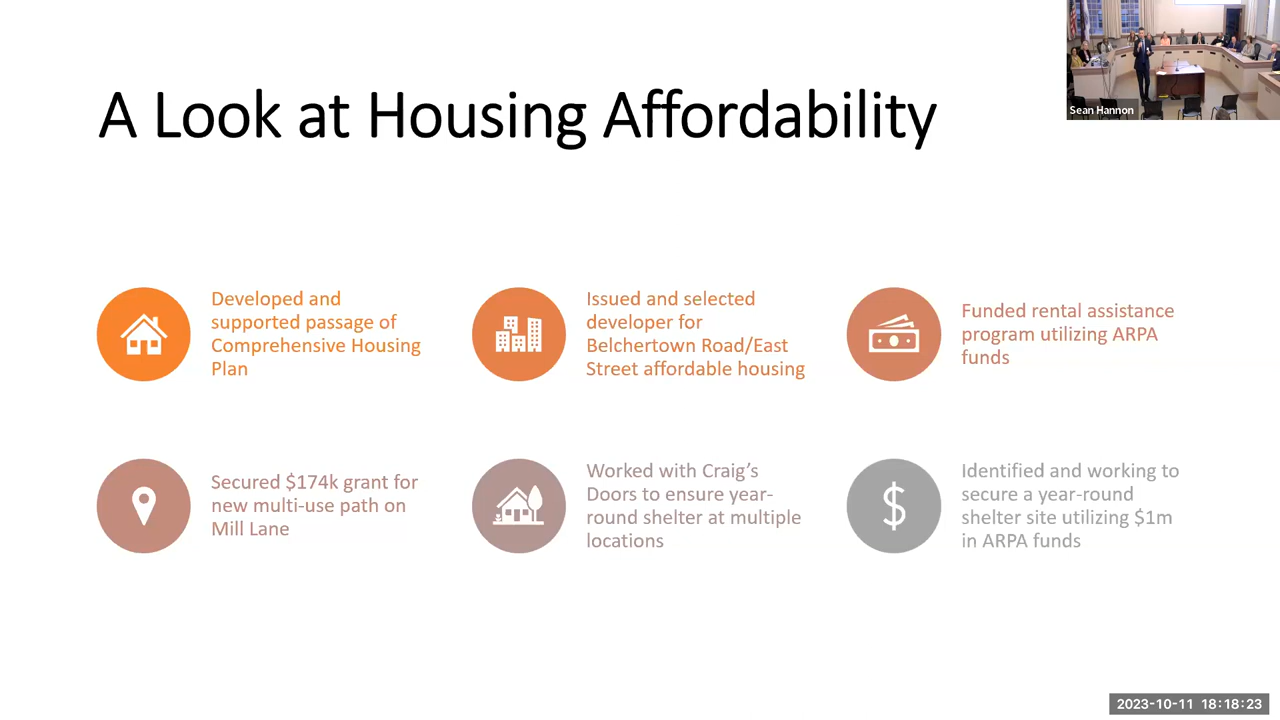 A Look at Housing Affordability
Sean Hannon
Developed and
supported passage of
Comprehensive Housing
Plan
Issued and selected
developer for
Belchertown Road/East
Street affordable housing
Funded rental assistance
program utilizing ARPA
funds
Secured $174k grant for
new multi-use path on
Mill Lane
Worked with Craig’s
Doors to ensure year-
round shelter at multiple
locations
Identified and working to
secure a year-round
shelter site utilizing $1m
in ARPA funds
2023-10-11 18:18:23